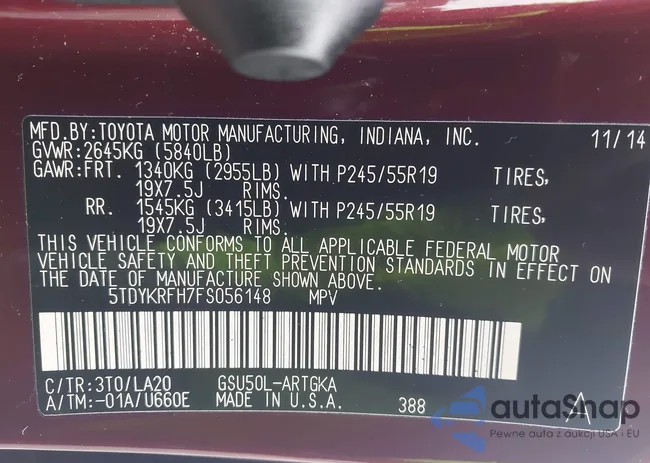 MFD.BY:TOYOTA MOTOR MANUFACTURING, INDIANA, INC. 11/14
GVWR:2645KG (5840LB)
GAWR:FRT. 1340KG (2955LB) WITH P245/55R19 TIRES,
19X7.5J RIMS.
RR. 1545KG (3415LB) WITH P245/55R19 TIRES,
19X7.5J RIMS.
THIS VEHICLE CONFORMS TO ALL APPLICABLE FEDERAL MOTOR
VEHICLE SAFETY AND THEFT PREVENTION STANDARDS IN EFFECT ON
THE DATE OF MANUFACTURE SHOWN ABOVE.
5TDYKRFH7FS056148 MPV
C/TR:3T0/LA20 GSU50L-ARTGKA
A/TM:-01A/U660E MADE IN U.S.A. 388 A
autoSnap
Pewne auta z aukcji USA i EU